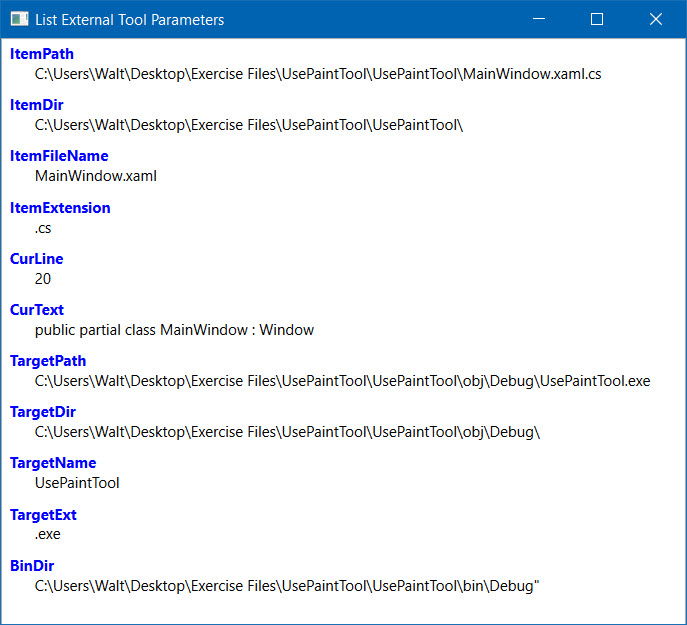 List External Tool Parameters
ItemPath
C:\Users\Walt\Desktop\Exercise Files\UsePaintTool\UsePaintTool\MainWindow.xaml.cs
ItemDir
C:\Users\Walt\Desktop\Exercise Files\UsePaintTool\UsePaintTool\
ItemFileName
MainWindow.xaml
ItemExtension
.cs
CurLine
20
CurText
public partial class MainWindow : Window
TargetPath
C:\Users\Walt\Desktop\Exercise Files\UsePaintTool\UsePaintTool\obj\Debug\UsePaintTool.exe
TargetDir
C:\Users\Walt\Desktop\Exercise Files\UsePaintTool\UsePaintTool\obj\Debug\
TargetName
UsePaintTool
TargetExt
.exe
BinDir
C:\Users\Walt\Desktop\Exercise Files\UsePaintTool\UsePaintTool\bin\Debug"